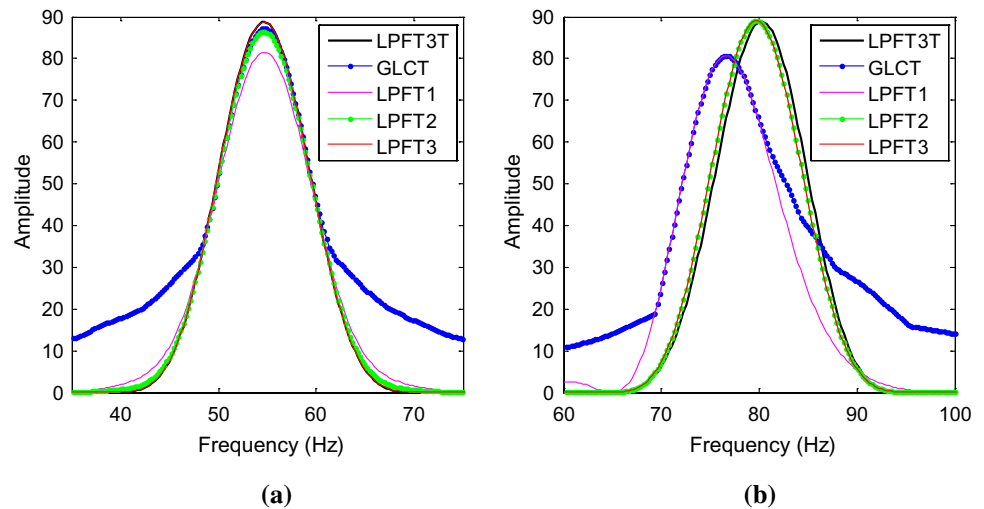 90
80
70
60
50
40
30
20
10
0
Amplitude
LPFT3T
GLCT
LPFT1
LPFT2
LPFT3
40 50 60 70
Frequency (Hz)
(a)
90
80
70
60
50
40
30
20
10
0
Amplitude
LPFT3T
GLCT
LPFT1
LPFT2
LPFT3
60 70 80 90 100
Frequency (Hz)
(b)